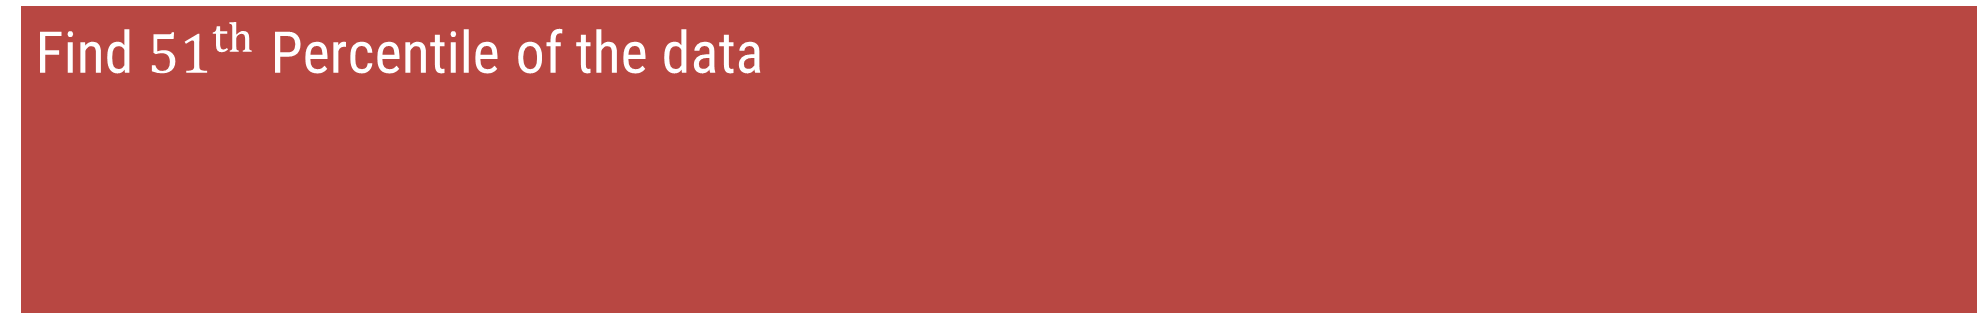 Find 51ᵗʰ Percentile of the data